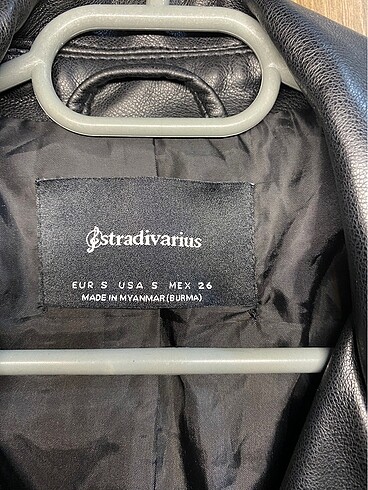 stradivarius
EUR S USA S MEX 26
MADE IN MYANMAR (BURMA)